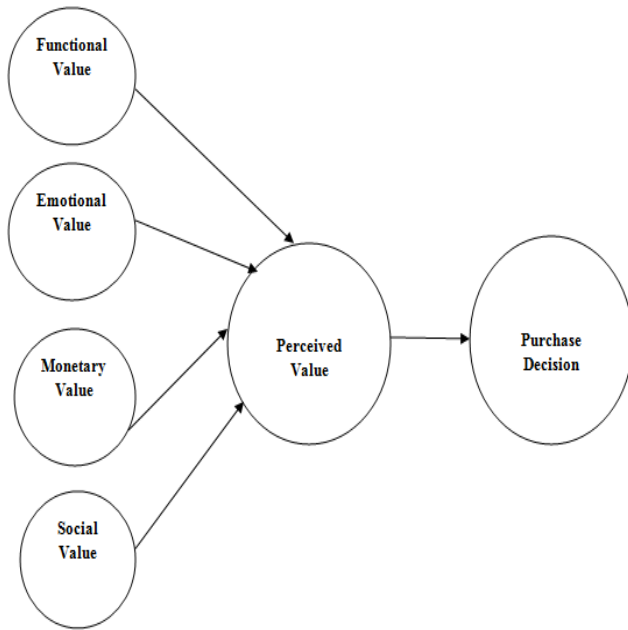 Functional
Value
Emotional
Value
Monetary
Value
Social
Value
Perceived
Value
Purchase
Decision